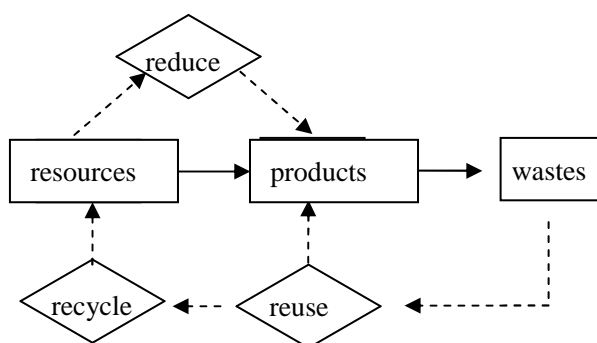 reduce
resources
products
wastes
recycle
reuse